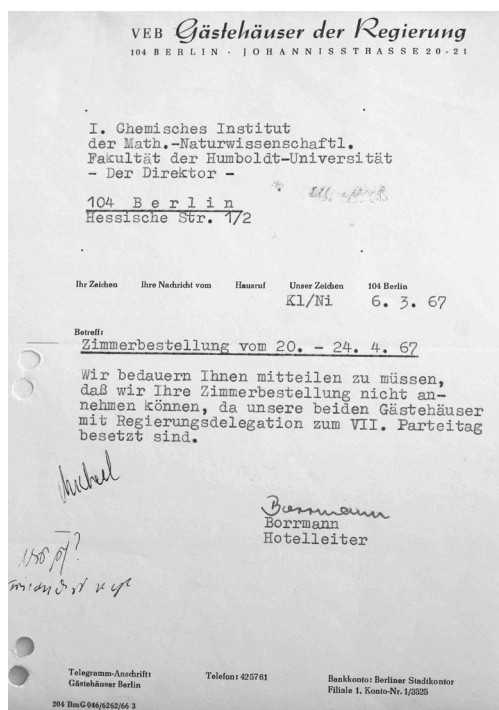 VEB Gästehäuser der Regierung
104 BERLIN · JOHANNISSTRASSE 20-21
I. Chemisches Institut
der Math.-Naturwissenschaftl.
Fakultät der Humboldt-Universität
- Der Direktor -
104 Berlin
Hessische Str. 1/2
Ihr Zeichen Ihre Nachricht vom Hausruf Unser Zeichen 104 Berlin
Kl/Ni 6. 3. 67
Betreff:
Zimmerbestellung vom 20. - 24. 4. 67
Wir bedauern Ihnen mitteilen zu müssen,
daß wir Ihre Zimmerbestellung nicht an-
nehmen können, da unsere beiden Gästehäuser
mit Regierungsdelegation zum VII. Parteitag
besetzt sind.
Borrmann
Borrmann
Hotelleiter
Telegramm-Anschrift:
Gästehäuser Berlin
Telefon: 425761
Bankkonto: Berliner Stadtkontor
Filiale 1, Konto-Nr. 1/3525
204 BmG 046/6262/66 3